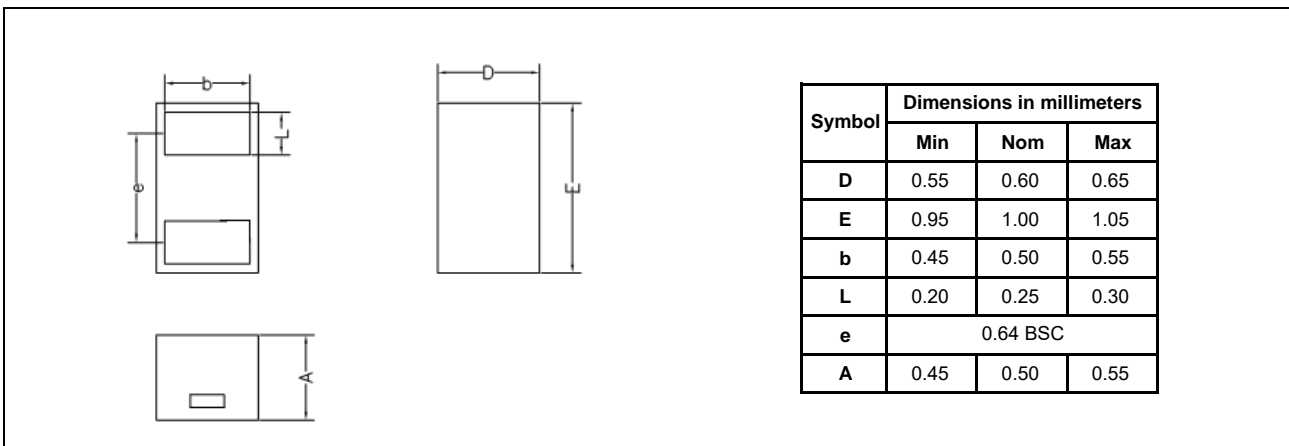 b
L
e
D
E
A
Symbol Dimensions in millimeters
Min Nom Max
D 0.55 0.60 0.65
E 0.95 1.00 1.05
b 0.45 0.50 0.55
L 0.20 0.25 0.30
e 0.64 BSC
A 0.45 0.50 0.55